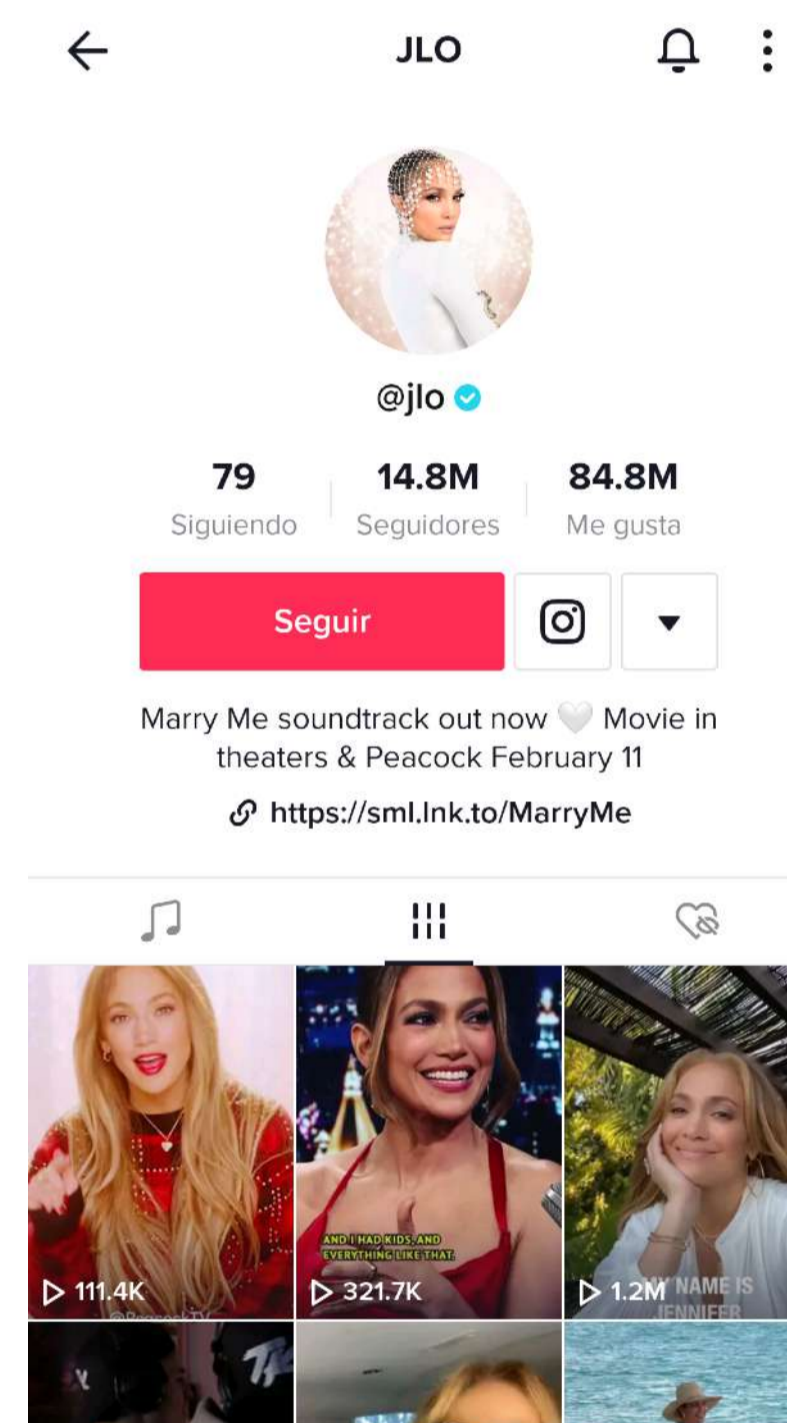 JLO
@jlo
79 14.8M 84.8M
Siguiendo Seguidores Me gusta
Seguir
Marry Me soundtrack out now 🤍 Movie in
theaters & Peacock February 11
https://sml.lnk.to/MarryMe
AND I HAD KIDS, AND
EVERYTHING LIKE THAT.
MY NAME IS
JENNIFER
111.4K 321.7K 1.2M
@PeacockTV